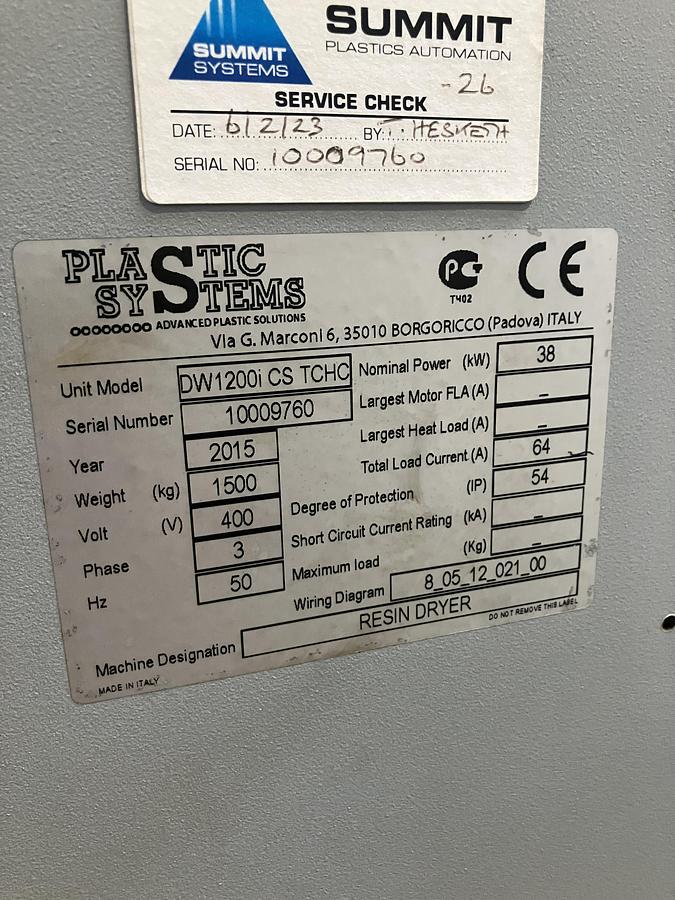 SUMMIT
SYSTEMS
SUMMIT
PLASTICS AUTOMATION
-26
SERVICE CHECK
DATE: 6/2/23 BY: T. HESKETH
SERIAL NO: 10009760
PLASTIC
SYSTEMS
ADVANCED PLASTIC SOLUTIONS
PG
TЧ02
CE
Via G. Marconi 6, 35010 BORGORICCO (Padova) ITALY
Unit Model DW1200i CS TCHC
Serial Number 10009760
Year 2015
Weight (kg) 1500
Volt (V) 400
Phase 3
Hz 50
Nominal Power (kW) 38
Largest Motor FLA (A) –
Largest Heat Load (A) –
Total Load Current (A) 64
Degree of Protection (IP) 54
Short Circuit Current Rating (kA) –
Maximum load (Kg) –
Wiring Diagram 8_05_12_021_00
Machine Designation RESIN DRYER
DO NOT REMOVE THIS LABEL
MADE IN ITALY